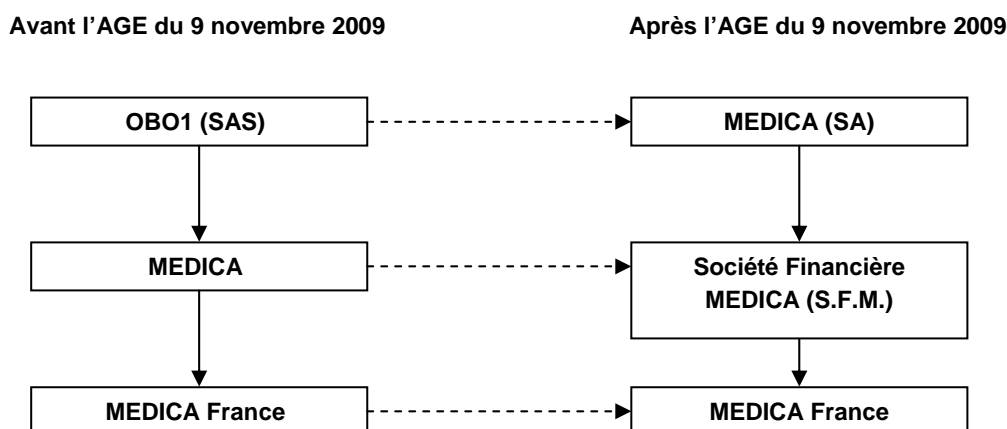 Avant l'AGE du 9 novembre 2009
Après l'AGE du 9 novembre 2009
OBO1 (SAS)
MEDICA (SA)
MEDICA
Société Financière
MEDICA (S.F.M.)
MEDICA France
MEDICA France